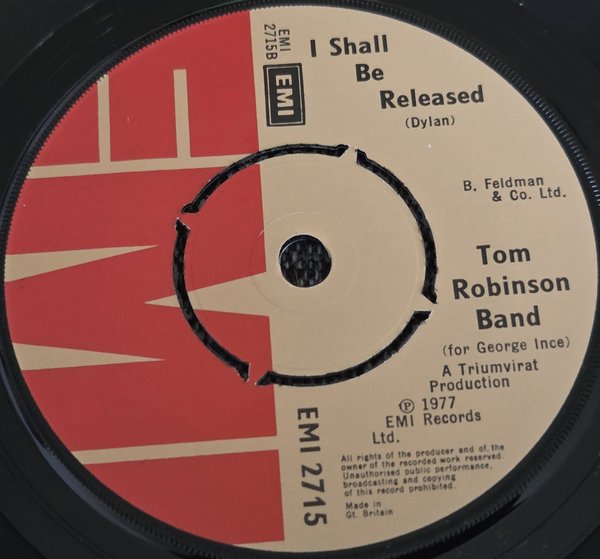 I Shall
Be
Released
(Dylan)
EMI
2715B
EMI
B. Feldman
& Co. Ltd.
Tom
Robinson
Band
(for George Ince)
A Triumvirat
Production
℗ 1977
EMI Records
Ltd.
EMI 2715
All rights of the producer and of the
owner of the recorded work reserved.
Unauthorised public performance,
broadcasting and copying
of this record prohibited.
Made in
Gt. Britain
EMI